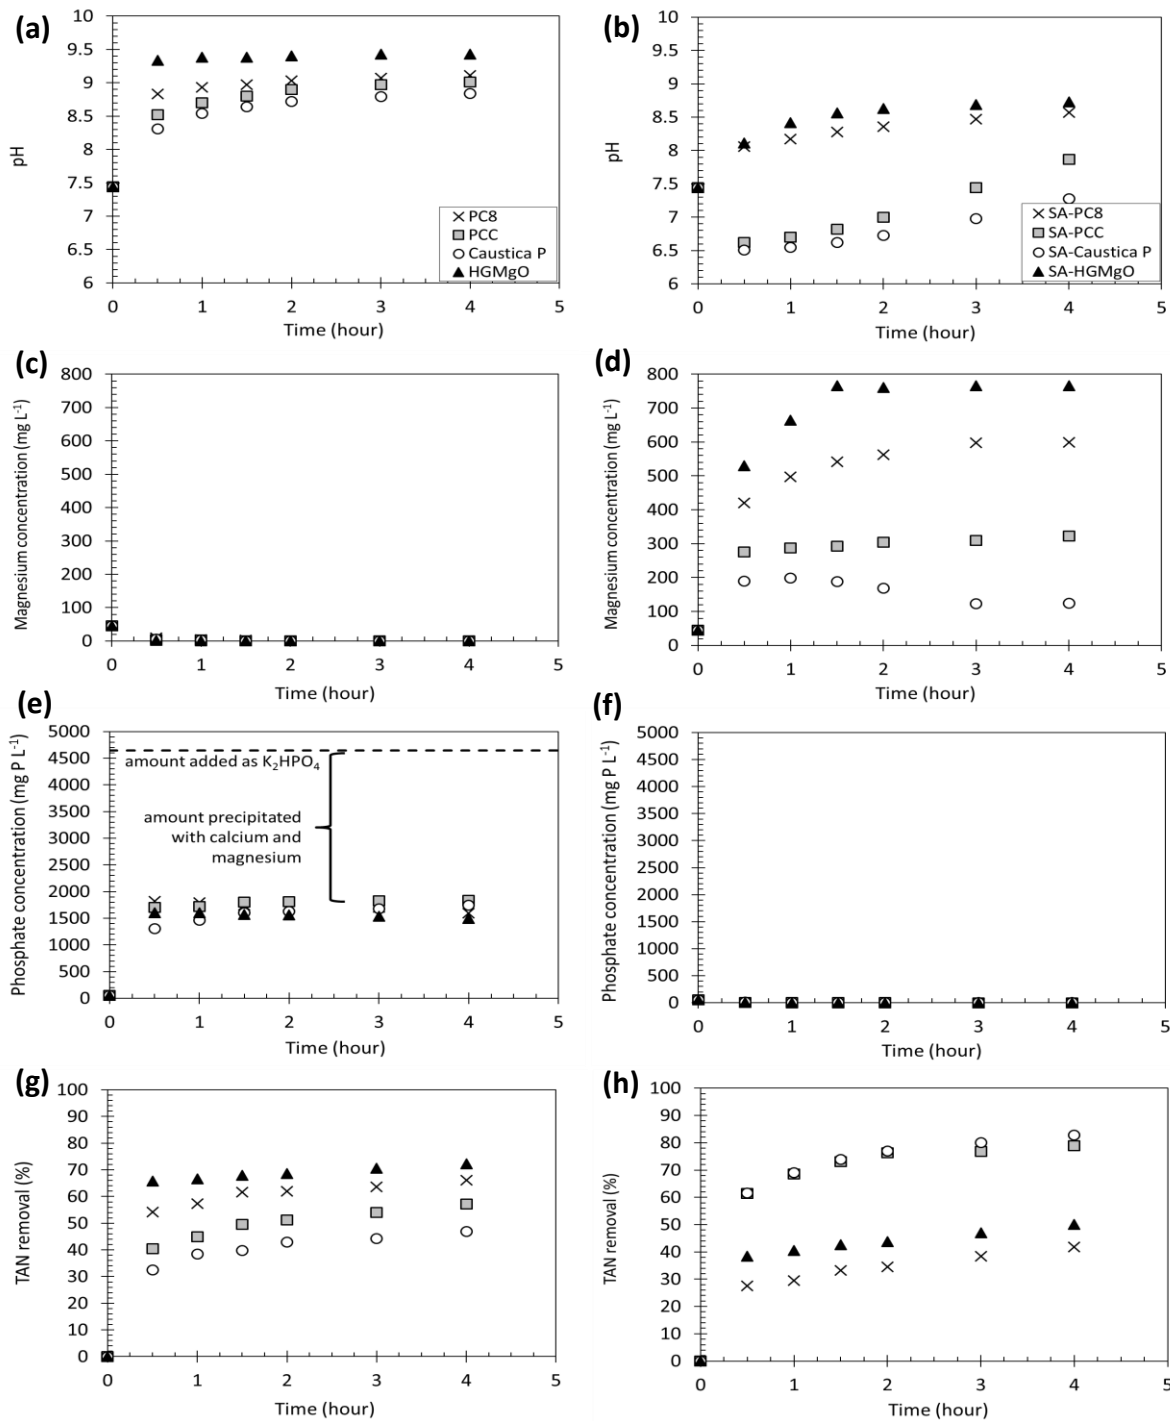 (a)
10
9.5
9
8.5
8
7.5
7
6.5
6
pH
PC8
PCC
Caustica P
HGMgO
0 1 2 3 4 5
Time (hour)
(b)
10
9.5
9
8.5
8
7.5
7
6.5
6
pH
SA-PC8
SA-PCC
SA-Caustica P
SA-HGMgO
0 1 2 3 4 5
Time (hour)
(c)
800
700
600
500
400
300
200
100
0
Magnesium concentration (mg L⁻¹)
0 1 2 3 4 5
Time (hour)
(d)
800
700
600
500
400
300
200
100
0
Magnesium concentration (mg L⁻¹)
0 1 2 3 4 5
Time (hour)
(e)
5000
4500
4000
3500
3000
2500
2000
1500
1000
500
0
Phosphate concentration (mg P L⁻¹)
amount added as K₂HPO₄
amount precipitated
with calcium and
magnesium
0 1 2 3 4 5
Time (hour)
(f)
5000
4500
4000
3500
3000
2500
2000
1500
1000
500
0
Phosphate concentration (mg P L⁻¹)
0 1 2 3 4 5
Time (hour)
(g)
100
90
80
70
60
50
40
30
20
10
0
TAN removal (%)
0 1 2 3 4 5
Time (hour)
(h)
100
90
80
70
60
50
40
30
20
10
0
TAN removal (%)
0 1 2 3 4 5
Time (hour)